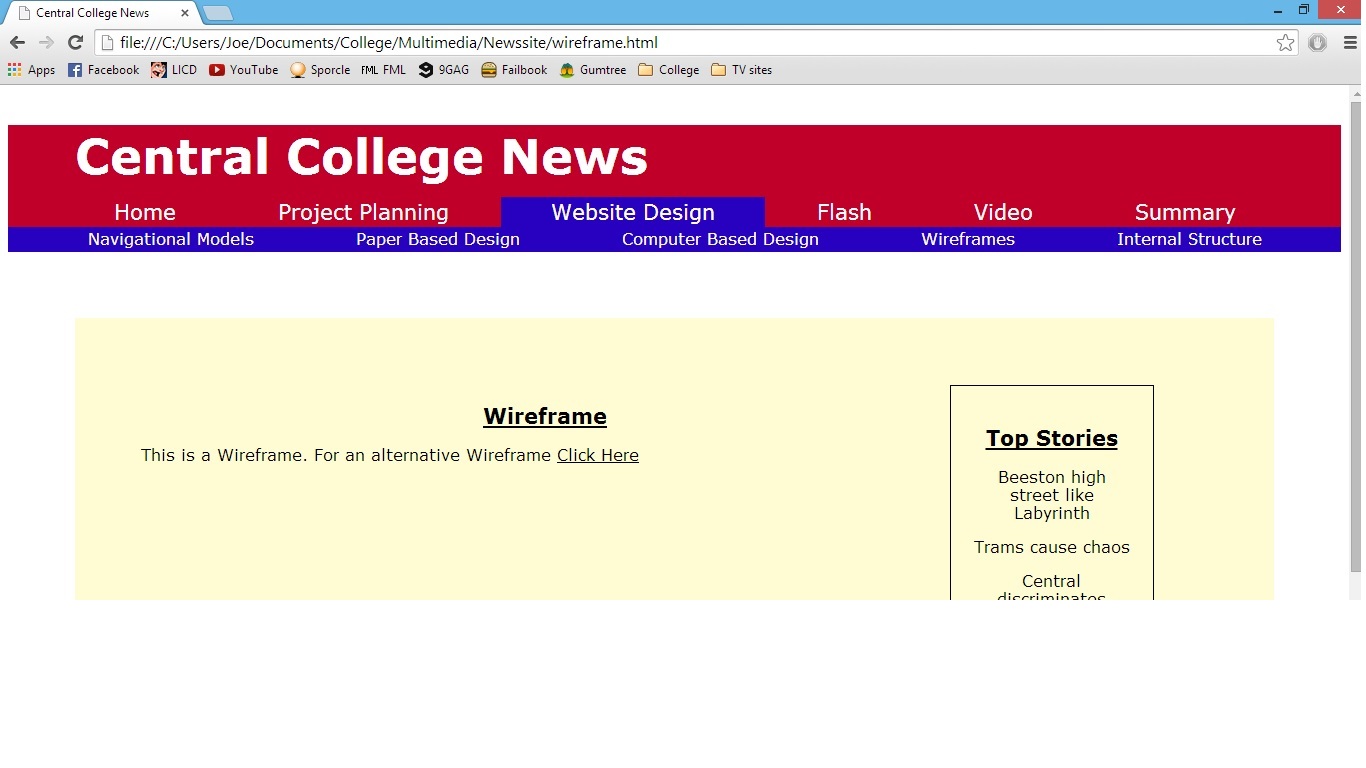 Central College News
file:///C:/Users/Joe/Documents/College/Multimedia/Newssite/wireframe.html
Apps Facebook LICD YouTube Sporcle FML FML 9GAG Failbook Gumtree College TV sites
Central College News
Home Project Planning Website Design Flash Video Summary
Navigational Models Paper Based Design Computer Based Design Wireframes Internal Structure
Wireframe
This is a Wireframe. For an alternative Wireframe Click Here
Top Stories
Beeston high
street like
Labyrinth
Trams cause chaos
Central
discriminates